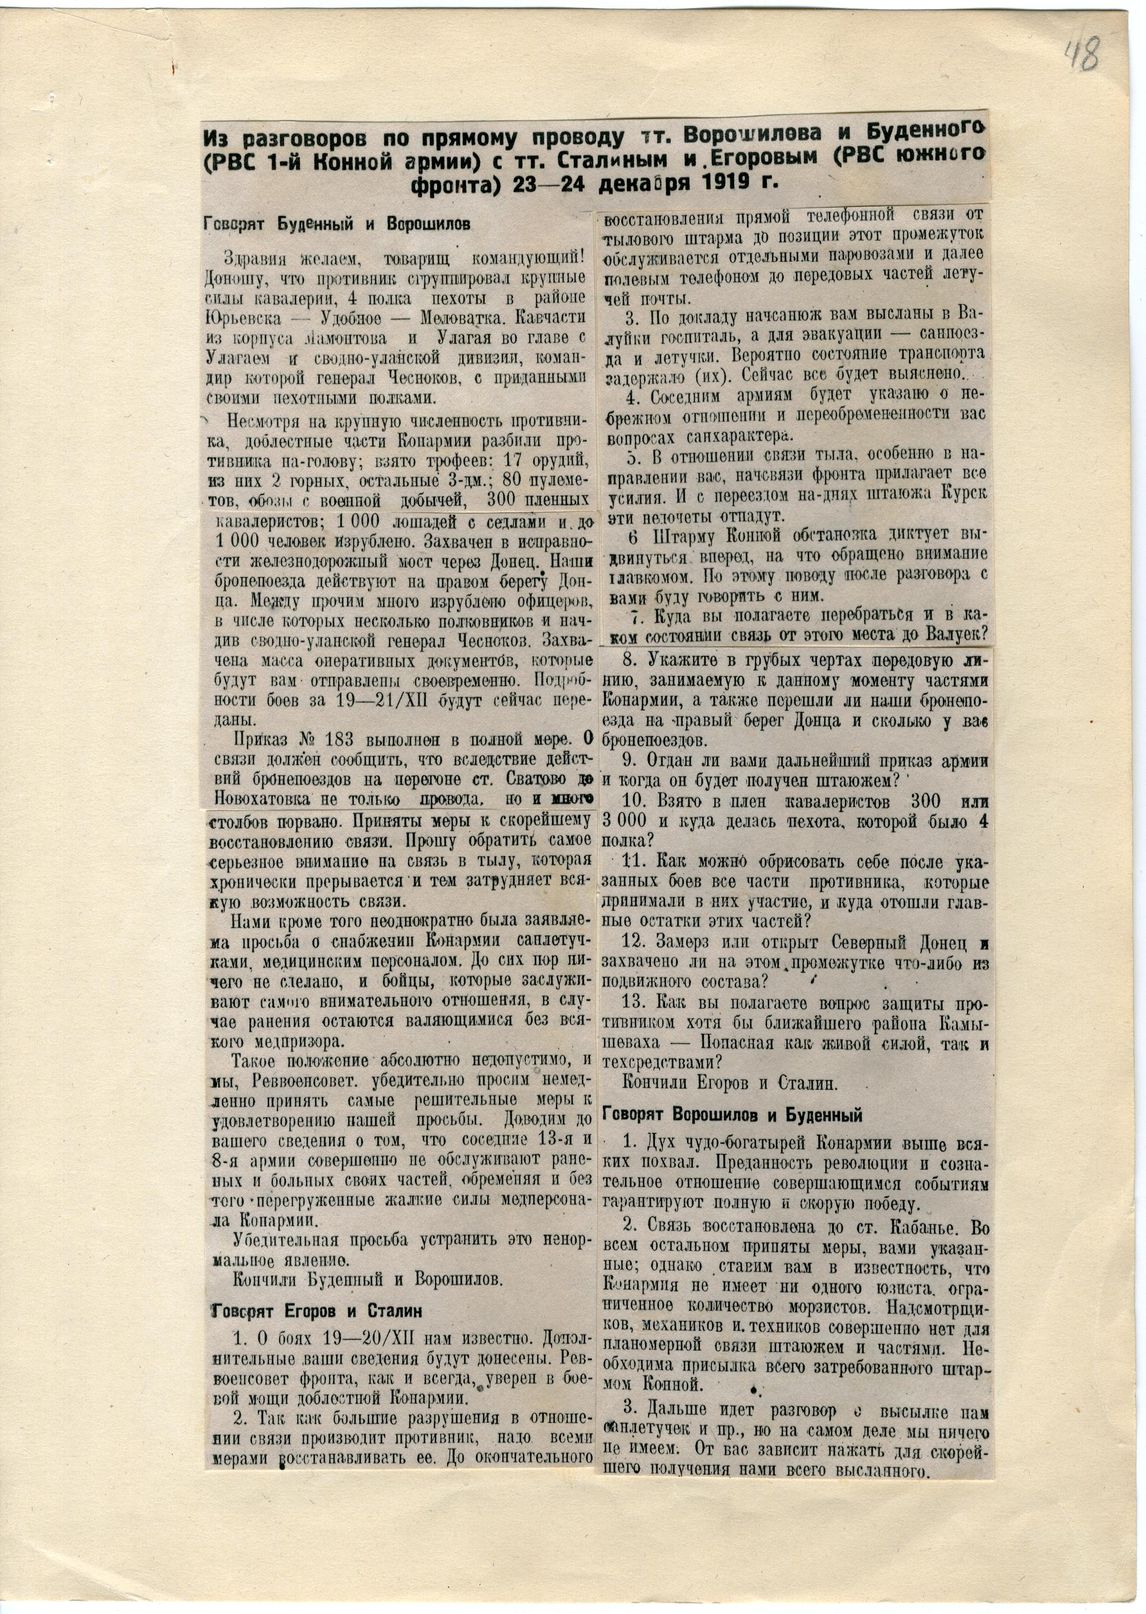 48
Из разговоров по прямому проводу тт. Ворошилова и Буденного
(РВС 1-й Конной армии) с тт. Сталиным и Егоровым (РВС южного
фронта) 23—24 декабря 1919 г.
Говорят Буденный и Ворошилов
Здравия желаем, товарищ командующий!
Доношу, что противник сгруппировал крупные
силы кавалерии, 4 полка пехоты в районе
Юрьевска — Удобное — Меловатка. Кавчасти
из корпуса Мамонтова и Улагая во главе с
Улагаем и сводно-уланской дивизии, коман-
дир которой генерал Чесноков, с приданными
своими пехотными полками.
Несмотря на крупную численность противни-
ка, доблестные части Конармии разбили про-
тивника на-голову; взято трофеев: 17 орудий,
из них 2 горных, остальные 3-дм.; 80 пулеме-
тов, обозы с военной добычей, 300 пленных
кавалеристов; 1 000 лошадей с седлами и до
1 000 человек изрублено. Захвачен в исправно-
сти железнодорожный мост через Донец. Наши
бронепоезда действуют на правом берегу Дон-
ца. Между прочим много изрублено офицеров,
в числе которых несколько полковников и нач-
див сводно-уланской генерал Чесноков. Захва-
чена масса оперативных документов, которые
будут вам отправлены своевременно. Подроб-
ности боев за 19—21/XII будут сейчас пере-
даны.
Приказ № 183 выполнен в полной мере. О
связи должен сообщить, что вследствие дейст-
вий бронепоездов на перегоне ст. Сватово до
Новохатовка не только провода, но и много
столбов порвано. Приняты меры к скорейшему
восстановлению связи. Прошу обратить самое
серьезное внимание на связь в тылу, которая
хронически прерывается и тем затрудняет вся-
кую возможность связи.
Нами кроме того неоднократно была заявляе-
ма просьба о снабжении Конармии санлетуч-
ками, медицинским персоналом. До сих пор ни-
чего не сделано, и бойцы, которые заслужи-
вают самого внимательного отношения, в слу-
чае ранения остаются валяющимися без вся-
кого медпризора.
Такое положение абсолютно недопустимо, и
мы, Реввоенсовет. убедительно просим немед-
ленно принять самые решительные меры к
удовлетворению нашей просьбы. Доводим до
вашего сведения о том, что соседние 13-я и
8-я армии совершенно не обслуживают ране-
ных и больных своих частей, обременяя и без
того перегруженные жалкие силы медперсона-
ла Конармии.
Убедительная просьба устранить это ненор-
мальное явление.
Кончили Буденный и Ворошилов.
Говорят Егоров и Сталин
1. О боях 19—20/XII нам известно. Допол-
нительные ваши сведения будут донесены. Рев-
военсовет фронта, как и всегда, уверен в бое-
вой мощи доблестной Конармии.
2. Так как большие разрушения в отноше-
нии связи производит противник, надо всеми
мерами восстанавливать ее. До окончательного
восстановления прямой телефонной связи от
тылового штарма до позиции этот промежуток
обслуживается отдельными паровозами и далее
полевым телефоном до передовых частей лету-
чей почты.
3. По докладу начсанюж вам высланы в Ва-
луйки госпиталь, а для эвакуации — санпоез-
да и летучки. Вероятно состояние транспорта
задержало (их). Сейчас все будет выяснено.
4. Соседним армиям будет указано о не-
брежном отношении и переобремененности вас
вопросах санхарактера.
5. В отношении связи тыла, особенно в на-
правлении вас, начсвязи фронта прилагает все
усилия. И с переездом на-днях штаюжа Курск
эти недочеты отпадут.
6 Штарму Конной обстановка диктует вы-
двинуться вперед, на что обращено внимание
главкомом. По этому поводу после разговора с
вами буду говорить с ним.
7. Куда вы полагаете перебраться и в ка-
ком состоянии связь от этого места до Валуек?
8. Укажите в грубых чертах передовую ли-
нию, занимаемую к данному моменту частями
Конармии, а также перешли ли наши бронепо-
езда на правый берег Донца и сколько у вас
бронепоездов.
9. Отдан ли вами дальнейший приказ армии
и когда он будет получен штаюжем?
10. Взято в плен кавалеристов 300 или
3 000 и куда делась пехота, которой было 4
полка?
11. Как можно обрисовать себе после ука-
занных боев все части противника, которые
принимали в них участие, и куда отошли глав-
ные остатки этих частей?
12. Замерз или открыт Северный Донец и
захвачено ли на этом промежутке что-либо из
подвижного состава?
13. Как вы полагаете вопрос защиты про-
тивником хотя бы ближайшего района Камы-
шеваха — Попасная как живой силой, так и
техсредствами?
Кончили Егоров и Сталин.
Говорят Ворошилов и Буденный
1. Дух чудо-богатырей Конармии выше вся-
ких похвал. Преданность революции и созна-
тельное отношение совершающимся событиям
гарантируют полную и скорую победу.
2. Связь восстановлена до ст. Кабанье. Во
всем остальном приняты меры, вами указан-
ные; однако ставим вам в известность, что
Конармия не имеет ни одного юзиста, огра-
ниченное количество морзистов. Надсмотрщи-
ков, механиков и техников совершенно нет для
планомерной связи штаюжем и частями. Не-
обходима присылка всего затребованного штар-
мом Конной.
3. Дальше идет разговор о высылке нам
санлетучек и пр., но на самом деле мы ничего
не имеем. От вас зависит нажать для скорей-
шего получения нами всего высланного.